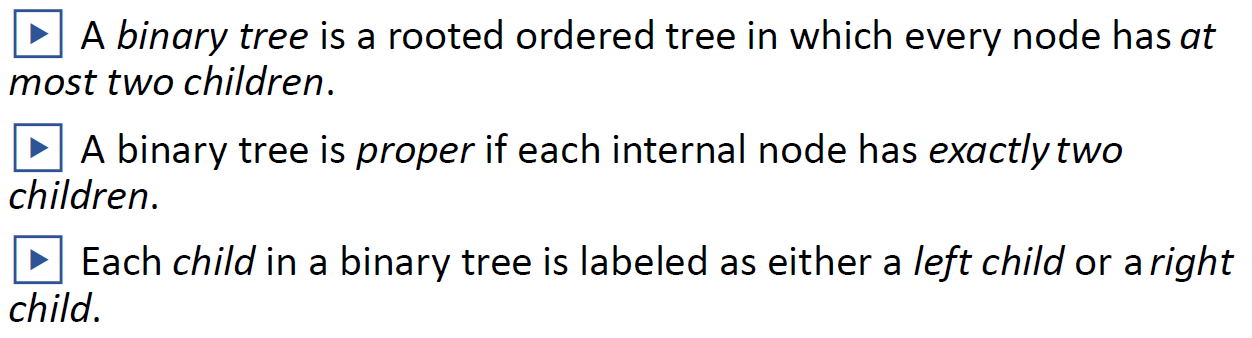 A binary tree is a rooted ordered tree in which every node has at
most two children.
A binary tree is proper if each internal node has exactly two
children.
Each child in a binary tree is labeled as either a left child or a right
child.